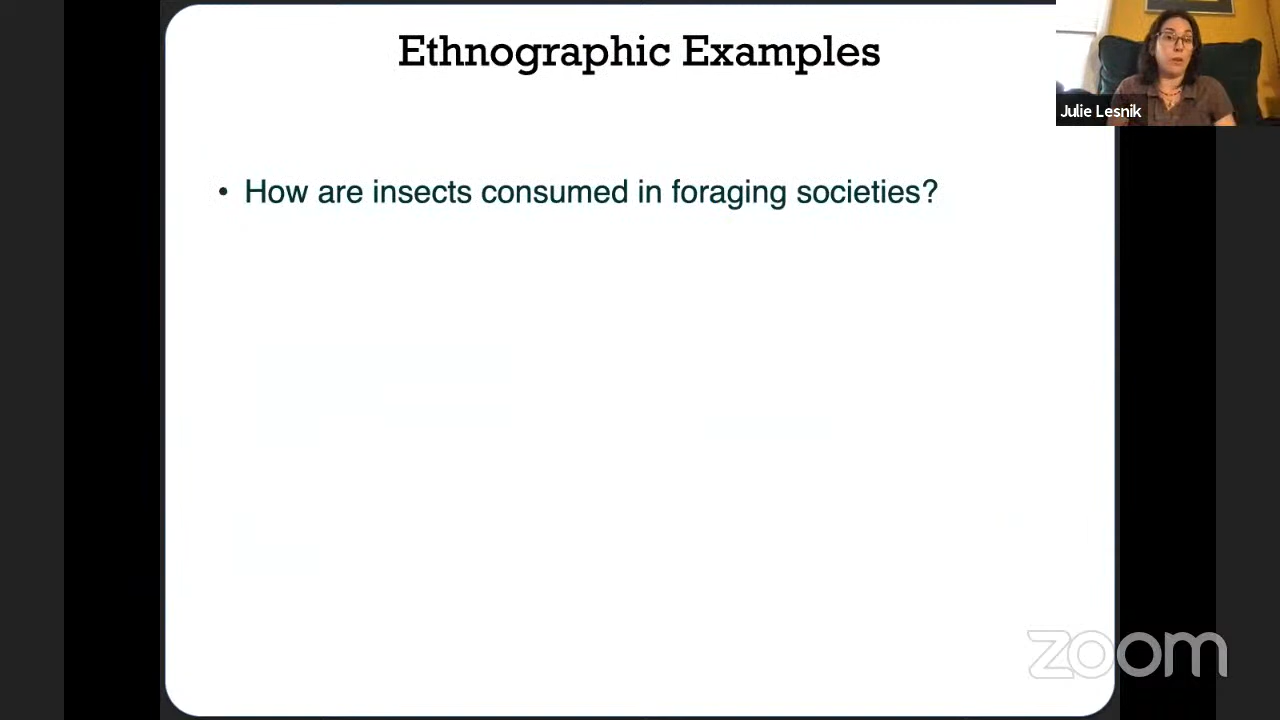 Ethnographic Examples
Julie Lesnik
• How are insects consumed in foraging societies?
zoom